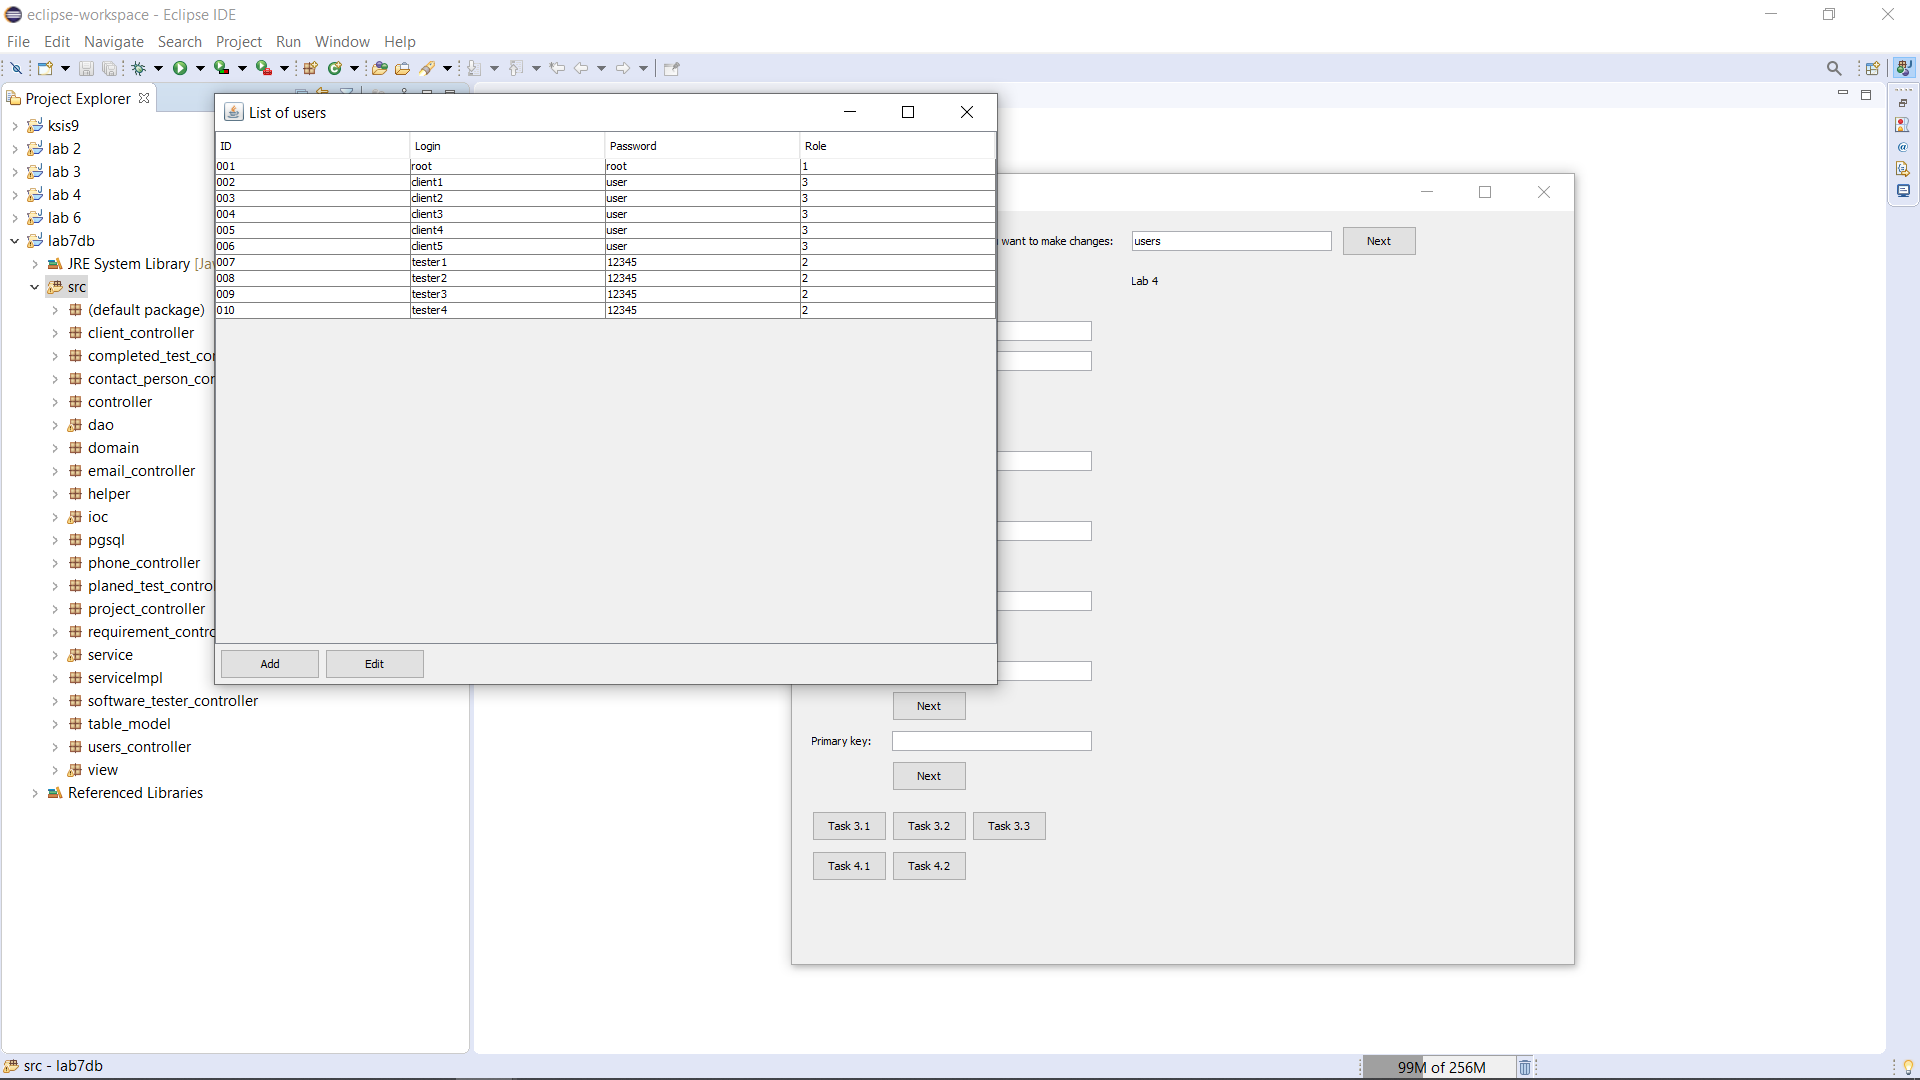 eclipse-workspace - Eclipse IDE
File Edit Navigate Search Project Run Window Help
Project Explorer
ksis9
lab 2
lab 3
lab 4
lab 6
lab7db
JRE System Library [Ja
src
(default package)
client_controller
completed_test_co
contact_person_co
controller
dao
domain
email_controller
helper
ioc
pgsql
phone_controller
planed_test_contro
project_controller
requirement_contr
service
serviceImpl
software_tester_controller
table_model
users_controller
view
Referenced Libraries
List of users
ID Login Password Role
001 root root 1
002 client1 user 3
003 client2 user 3
004 client3 user 3
005 client4 user 3
006 client5 user 3
007 tester1 12345 2
008 tester2 12345 2
009 tester3 12345 2
010 tester4 12345 2
Add Edit
want to make changes: users Next
Lab 4
Next
Primary key:
Next
Task 3.1 Task 3.2 Task 3.3
Task 4.1 Task 4.2
src - lab7db
99M of 256M